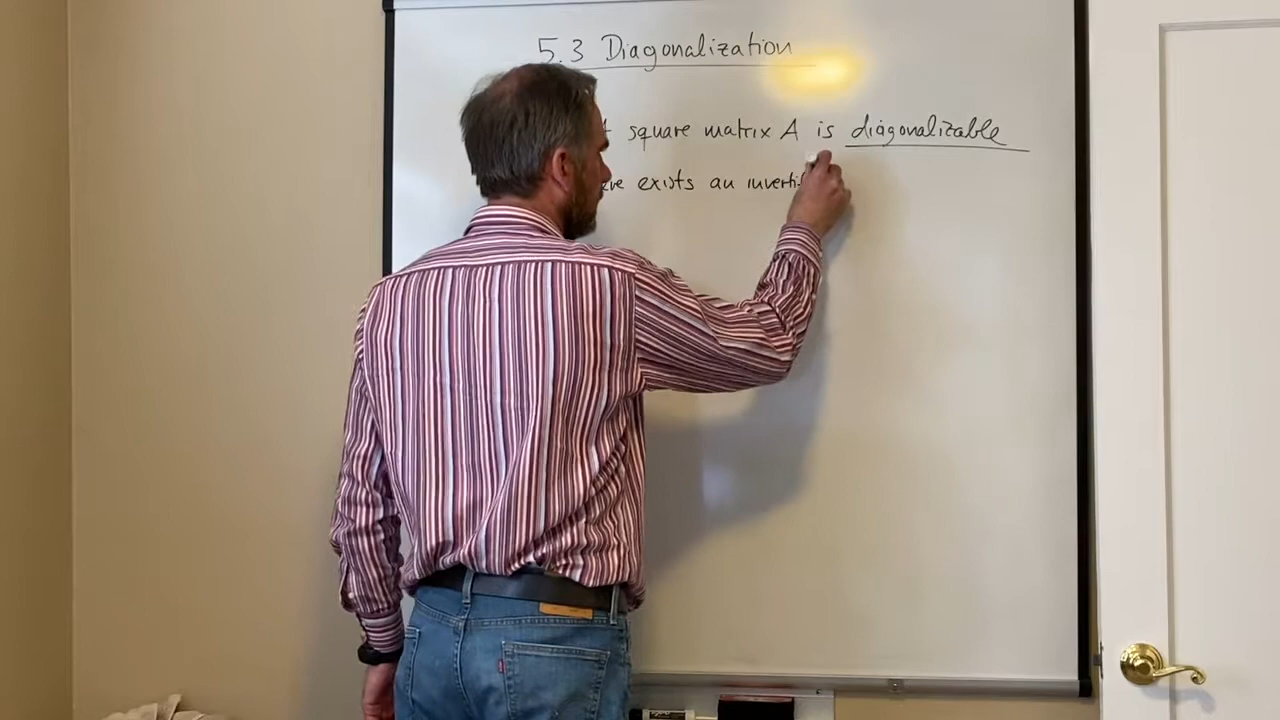 5.3 Diagonalization
square matrix A is diagonalizable
exists an